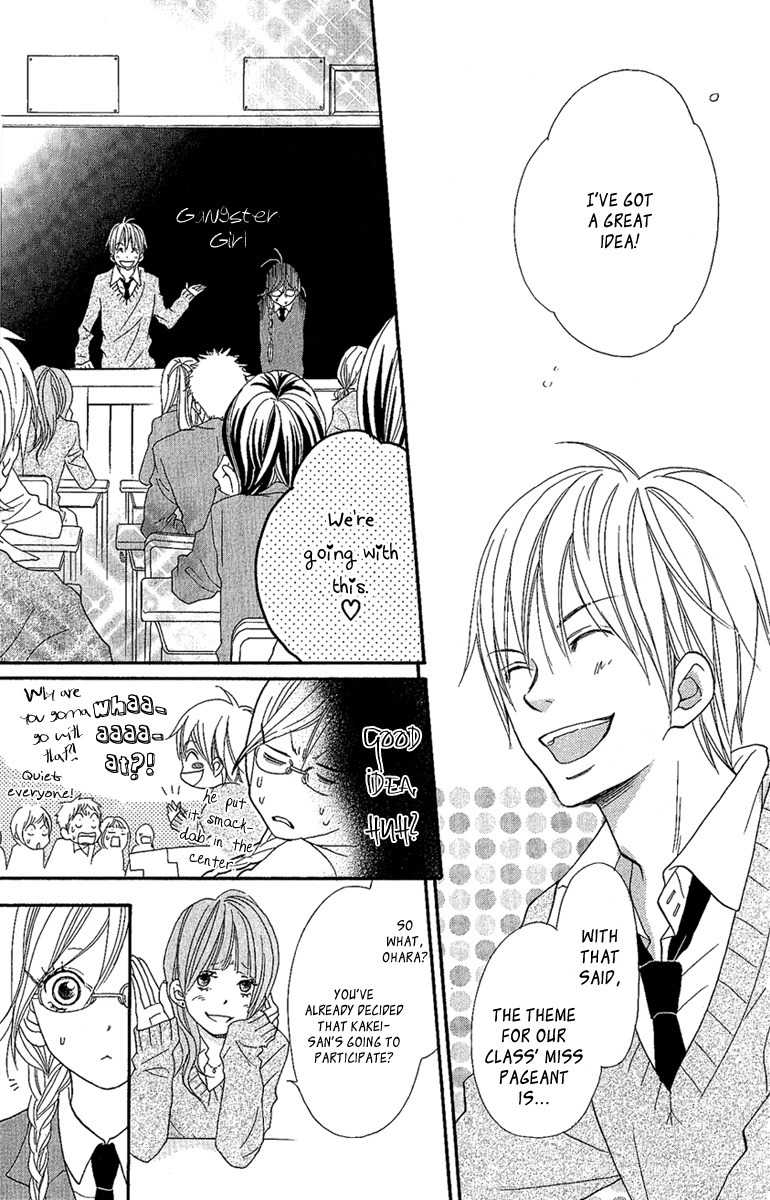 I'VE GOT
A GREAT
IDEA!
WITH
THAT
SAID,
THE THEME
FOR OUR
CLASS' MISS
PAGEANT
IS...
Gangster
Girl
We're
going with
this.
♡
GOOD
IDEA,
HUH?
he put
it smack-
dab in the
center
Whaa-
aaaa-
at?!
Why are
you gonna
go with
that?!
Quiet,
everyone!
SO
WHAT,
OHARA?
YOU'VE
ALREADY DECIDED
THAT KAKEI-
SAN'S GOING TO
PARTICIPATE?